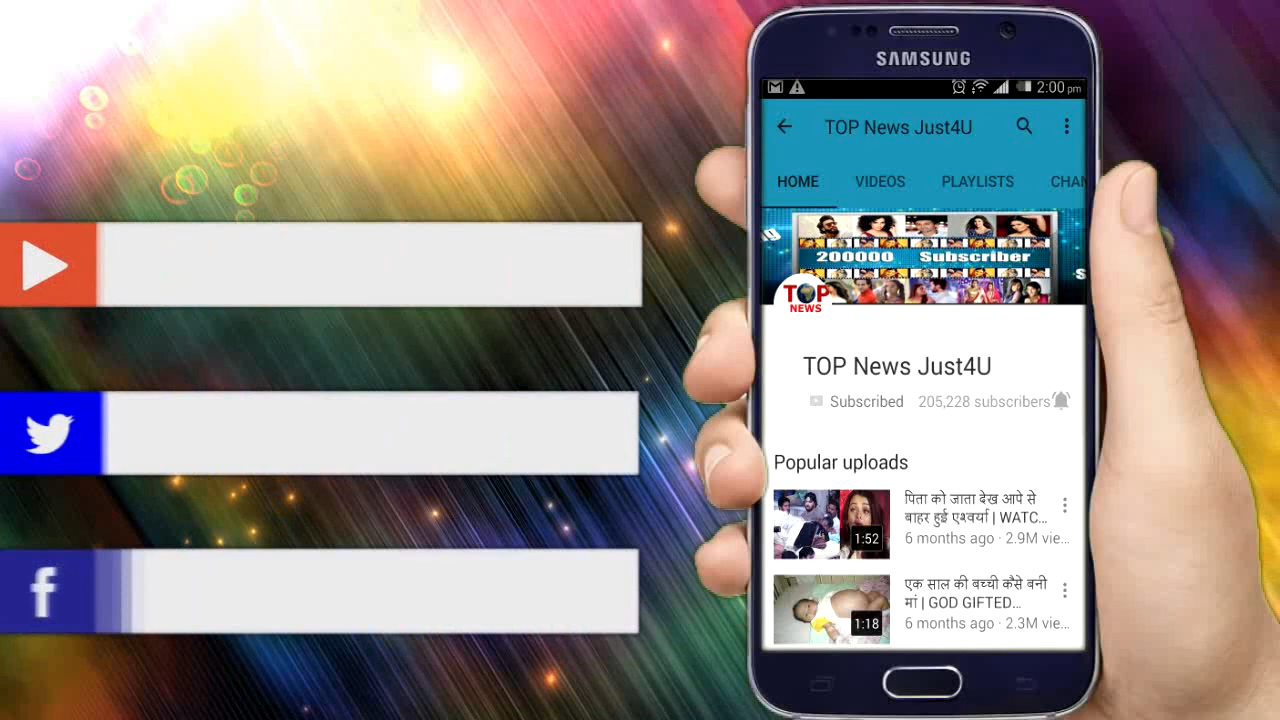 SAMSUNG
2:00 pm
TOP News Just4U
HOME VIDEOS PLAYLISTS CHAN
200000 Subscriber
TOP
NEWS
TOP News Just4U
Subscribed 205,228 subscribers
Popular uploads
पिता को जाता देख आपे से
बाहर हुई एश्वर्या | WATC...
1:52
6 months ago · 2.9M vie...
एक साल की बच्ची कैसे बनी
मां | GOD GIFTED...
1:18
6 months ago · 2.3M vie...